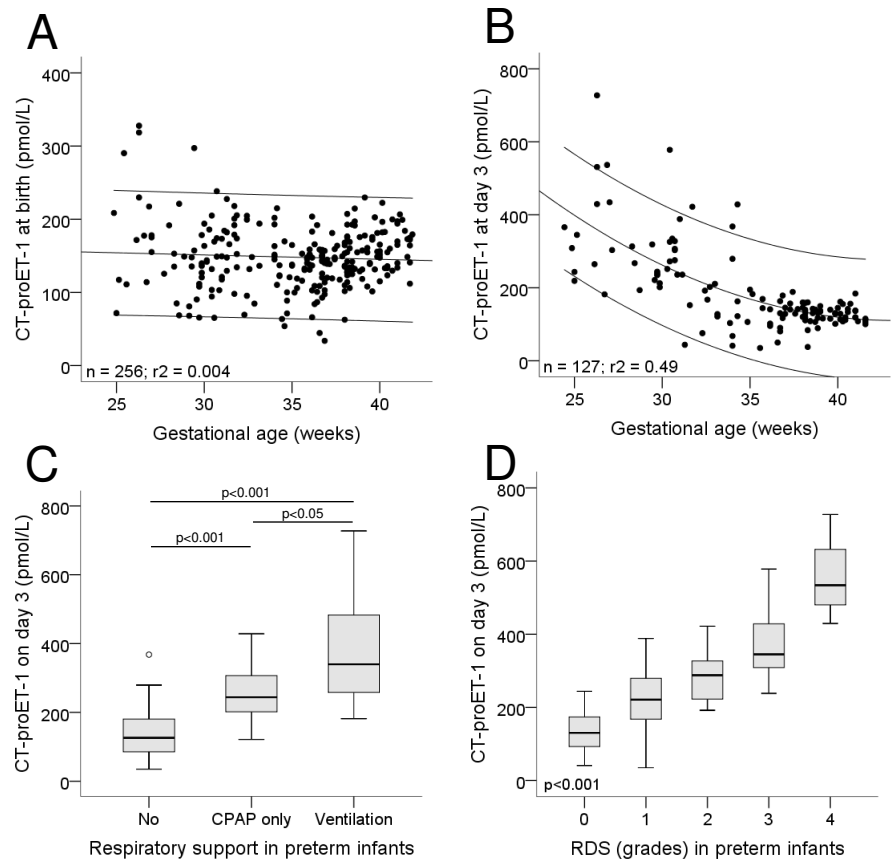 A
CT-proET-1 at birth (pmol/L)
400
300
200
100
0
n = 256; r2 = 0.004
25 30 35 40
Gestational age (weeks)
B
CT-proET-1 at day 3 (pmol/L)
800
600
400
200
0
n = 127; r2 = 0.49
25 30 35 40
Gestational age (weeks)
C
CT-proET-1 on day 3 (pmol/L)
p<0.001
800
p<0.05
p<0.001
600
400
200
0
No CPAP only Ventilation
Respiratory support in preterm infants
D
CT-proET-1 on day 3 (pmol/L)
800
600
400
200
0
p<0.001
0 1 2 3 4
RDS (grades) in preterm infants